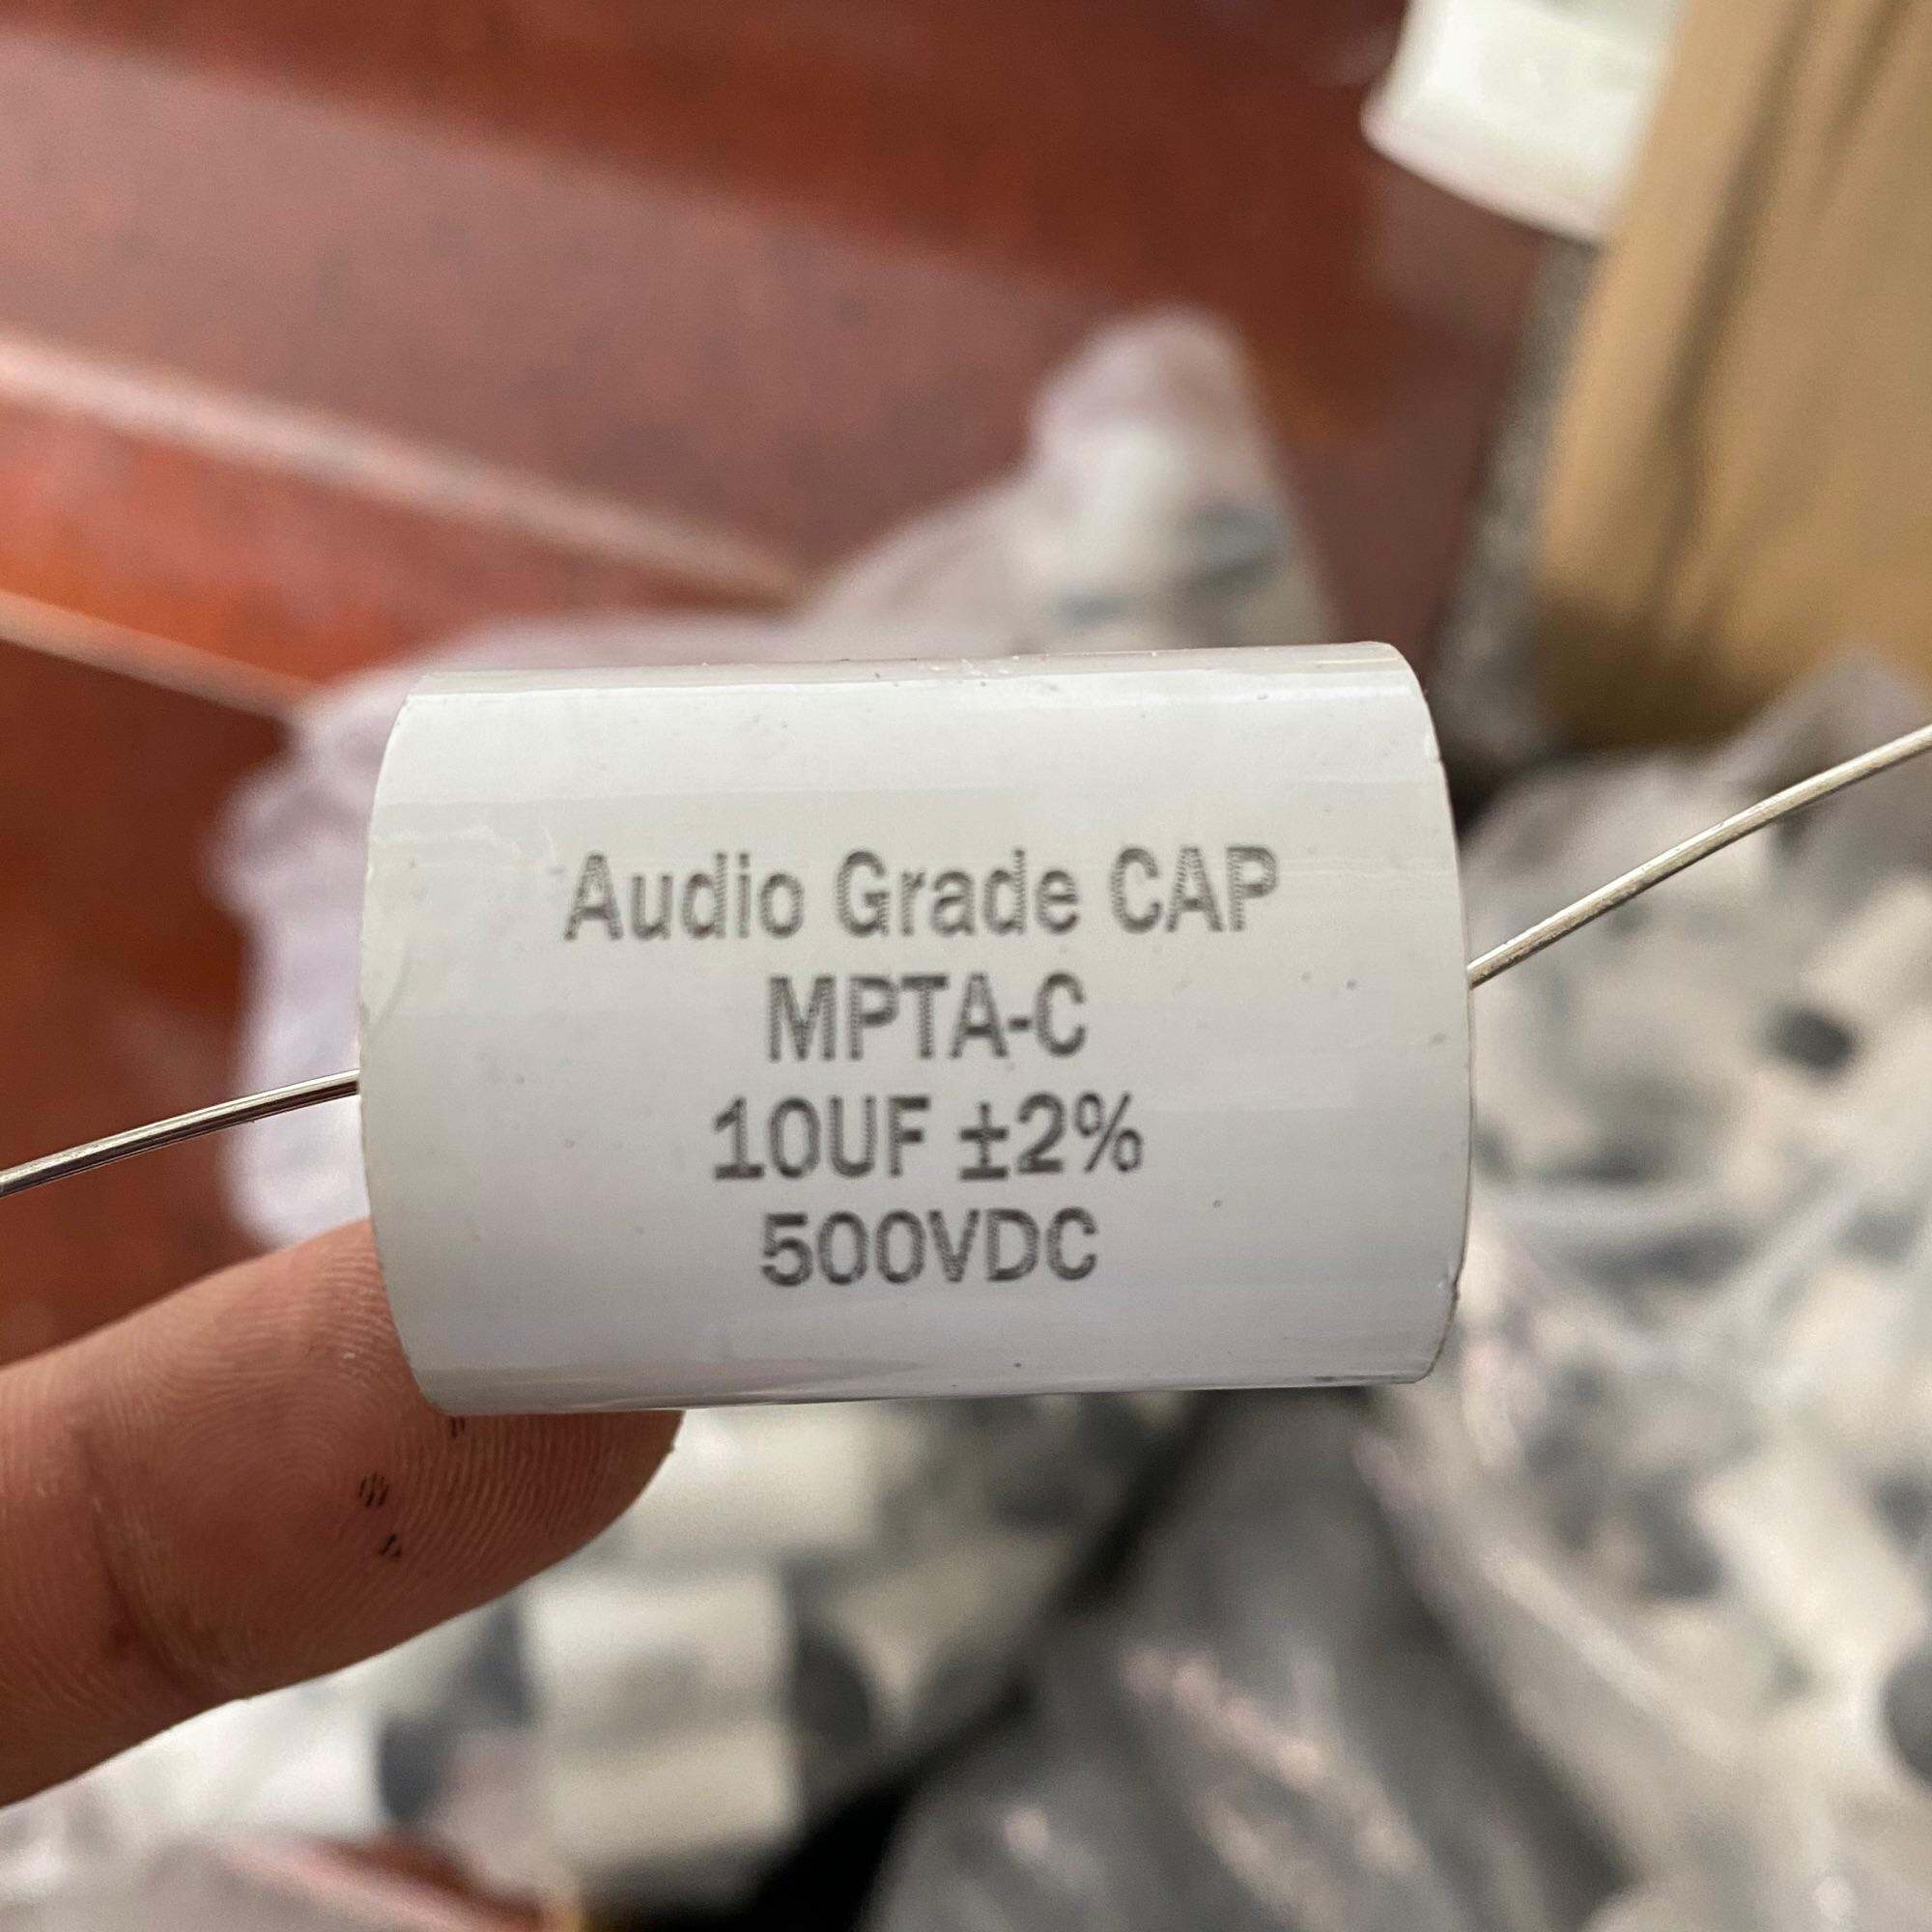 Audio Grade CAP
MPTA-C
10UF ±2%
500VDC